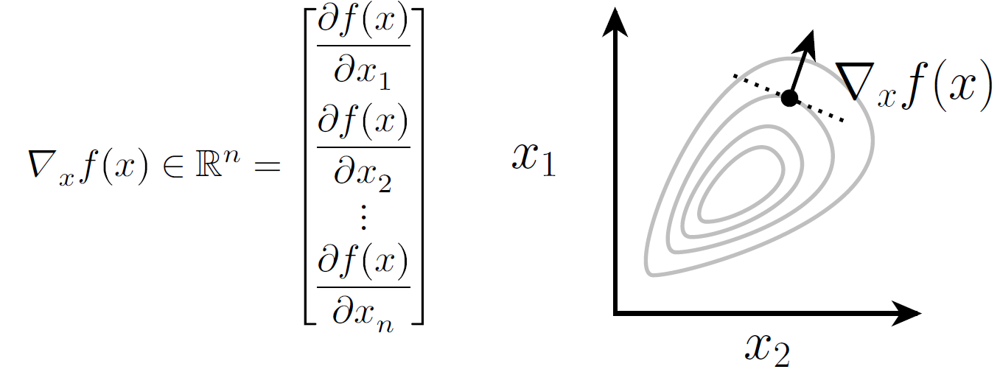 ∇ₓf(x) ∈ ℝⁿ = [ ∂f(x)/∂x₁
∂f(x)/∂x₂
⋮
∂f(x)/∂xₙ ]
x₁
∇ₓf(x)
x₂